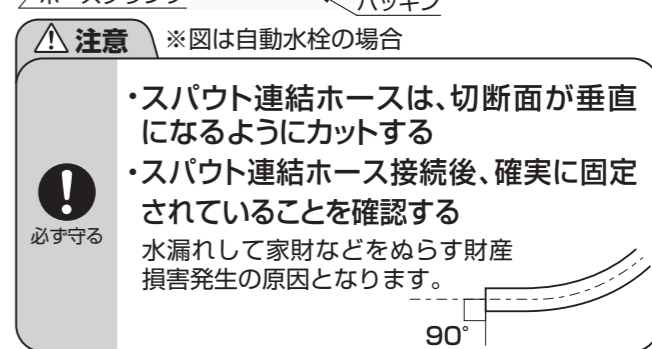 パッキン
注意 ※図は自動水栓の場合
・スパウト連結ホースは、切断面が垂直
になるようにカットする
・スパウト連結ホース接続後、確実に固定
されていることを確認する
必ず守る
水漏れして家財などをぬらす財産
損害発生の原因となります。
90°